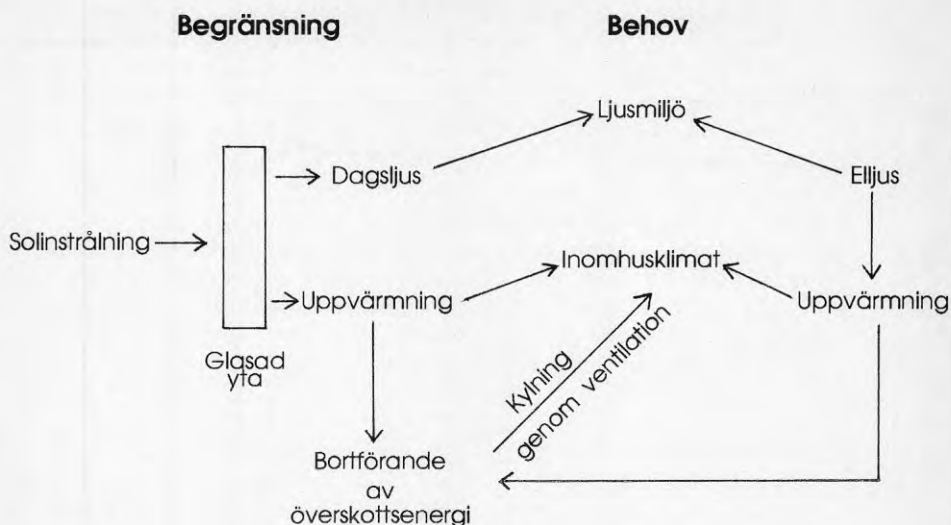 Begränsning
Behov
Ljusmiljö
Dagsljus
Elljus
Solinstrålning
Inomhusklimat
Uppvärmning
Uppvärmning
Glasad
yta
Kylning
genom ventilation
Bortförande
av
överskottsenergi